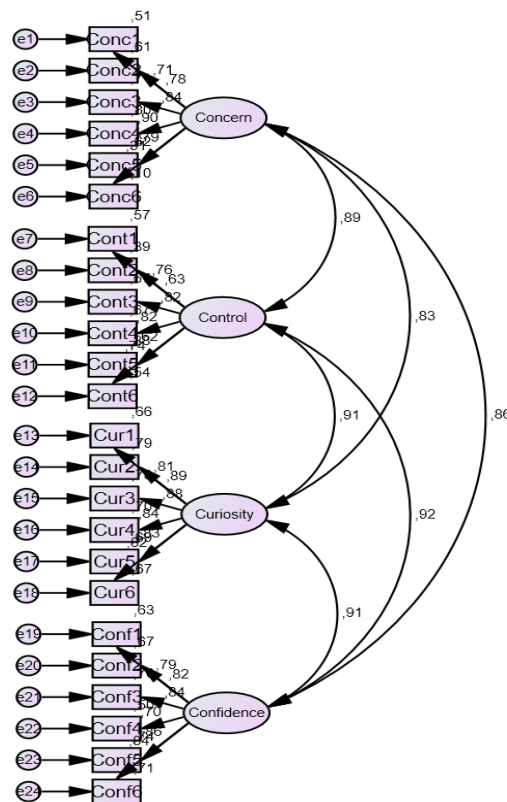 ,51
e1 Conc1
,61
e2 Conc2 ,71
,78
e3 Conc3 ,84
Concern
,90
e4 Conc4
e5 Conc5
,10
e6 Conc6
,57
e7 Cont1
,39
,89
e8 Cont2 ,76
,63
e9 Cont3 ,82
,83
Control
,82
e10 Cont4
e11 Cont5
,54
e12 Cont6
,66
,91
,86
e13 Cur1
,79
e14 Cur2 ,81
,89
e15 Cur3 ,88
,84
Curiosity
,92
e16 Cur4
e17 Cur5
,67
e18 Cur6
,63
,91
e19 Conf1
,67
e20 Conf2 ,79
,82
e21 Conf3 ,84
,70
Confidence
e22 Conf4
e23 Conf5
,71
e24 Conf6